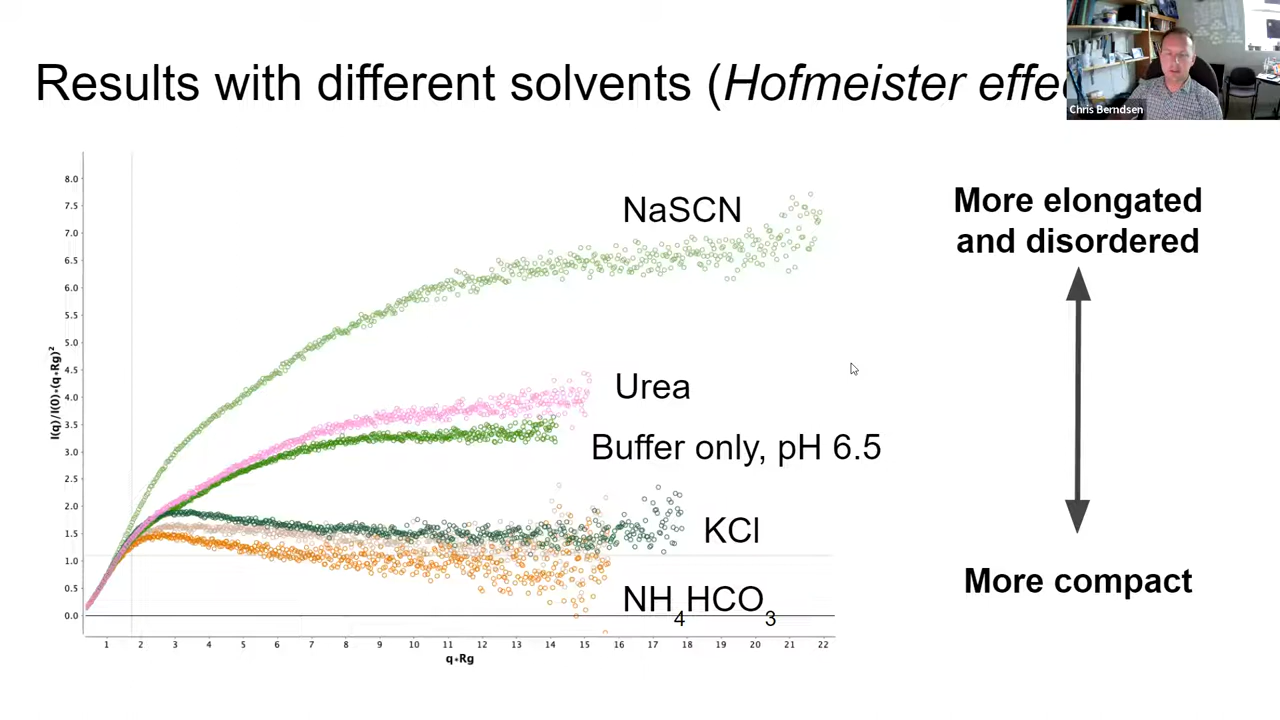 Results with different solvents (Hofmeister effe
Chris Berndsen
NaSCN
Urea
Buffer only, pH 6.5
KCl
NH4HCO3
More elongated
and disordered
More compact
I(q)/I(0)*(q*Rg)²
8.0
7.5
7.0
6.5
6.0
5.5
5.0
4.5
4.0
3.5
3.0
2.5
2.0
1.5
1.0
0.5
0.0
1 2 3 4 5 6 7 8 9 10 11 12 13 14 15 16 17 18 19 20 21 22
q*Rg